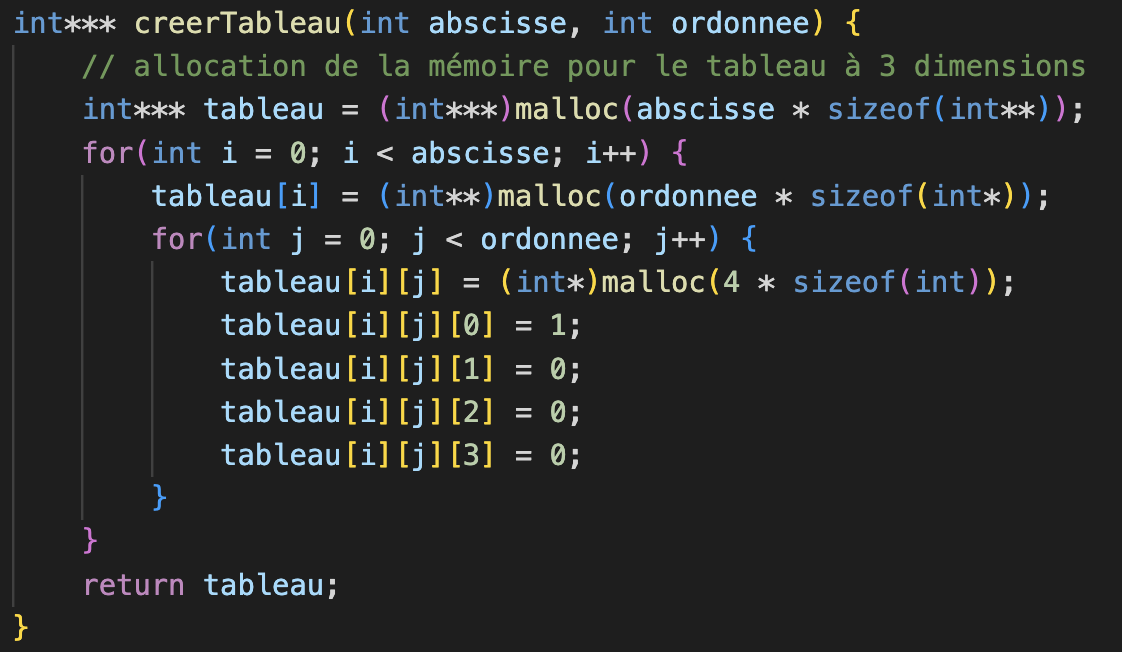 int*** creerTableau(int abscisse, int ordonnee) {
    // allocation de la mémoire pour le tableau à 3 dimensions
    int*** tableau = (int***)malloc(abscisse * sizeof(int**));
    for(int i = 0; i < abscisse; i++) {
        tableau[i] = (int**)malloc(ordonnee * sizeof(int*));
        for(int j = 0; j < ordonnee; j++) {
            tableau[i][j] = (int*)malloc(4 * sizeof(int));
            tableau[i][j][0] = 1;
            tableau[i][j][1] = 0;
            tableau[i][j][2] = 0;
            tableau[i][j][3] = 0;
        }
    }
    return tableau;
}